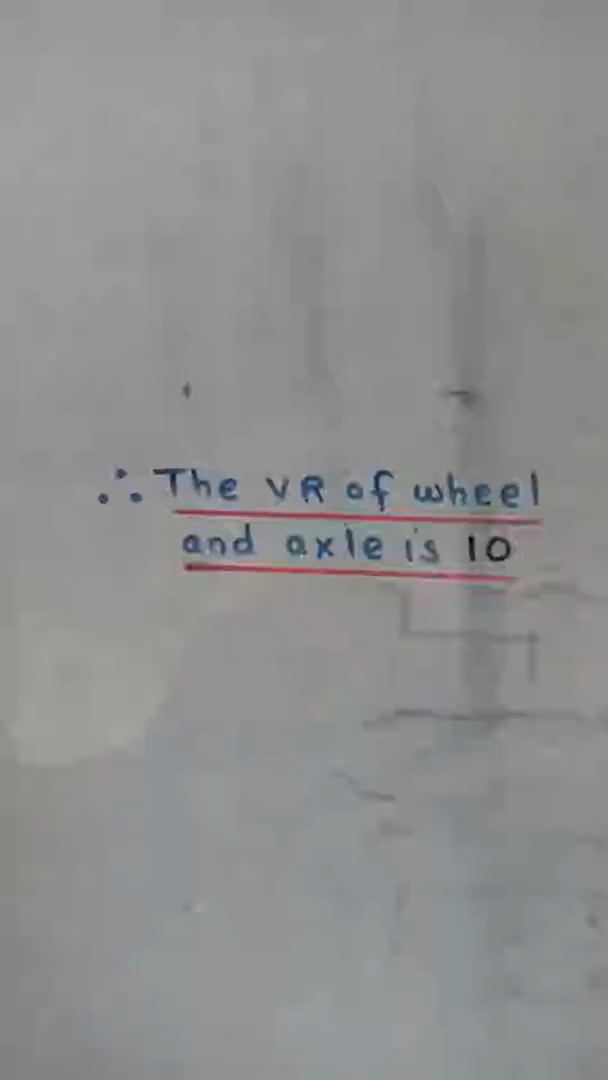 ∴ The VR of wheel
and axle is 10